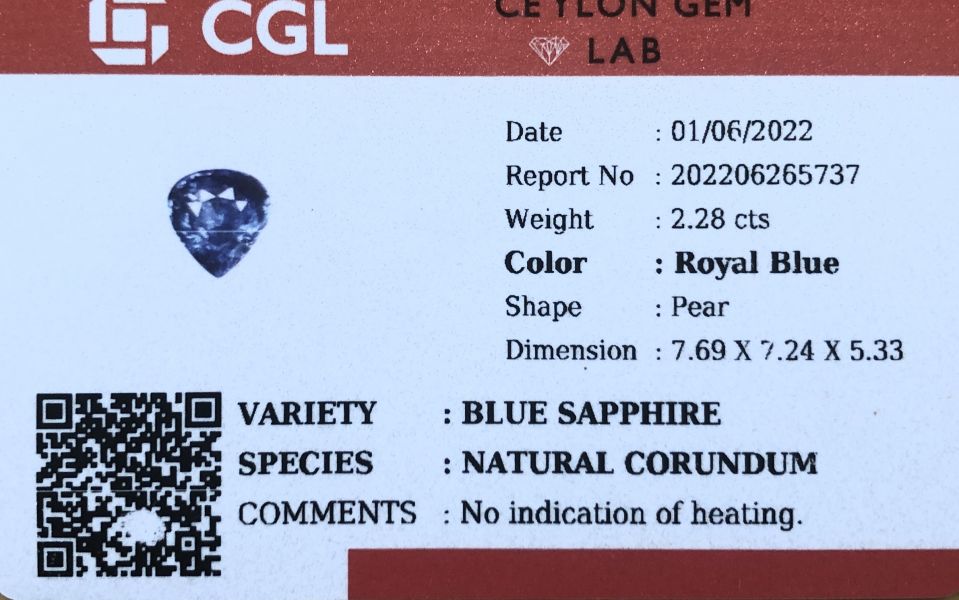 CGL
CEYLON GEM
LAB
Date : 01/06/2022
Report No : 202206265737
Weight : 2.28 cts
Color : Royal Blue
Shape : Pear
Dimension : 7.69 X 7.24 X 5.33
VARIETY : BLUE SAPPHIRE
SPECIES : NATURAL CORUNDUM
COMMENTS : No indication of heating.